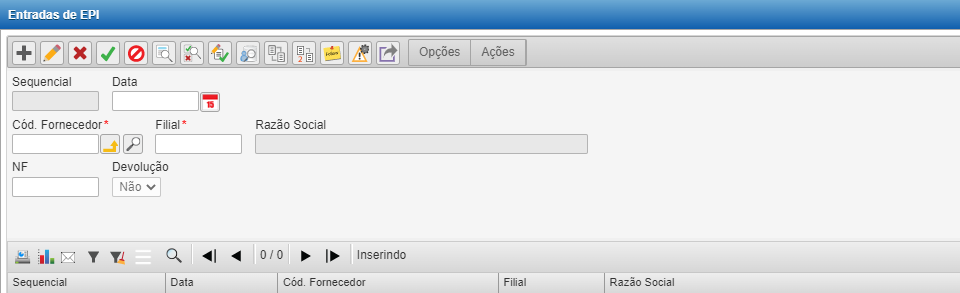 Entradas de EPI
Opções Ações
Sequencial Data
15
Cód. Fornecedor* Filial* Razão Social
NF Devolução
Não
0 / 0 Inserindo
Sequencial Data Cód. Fornecedor Filial Razão Social